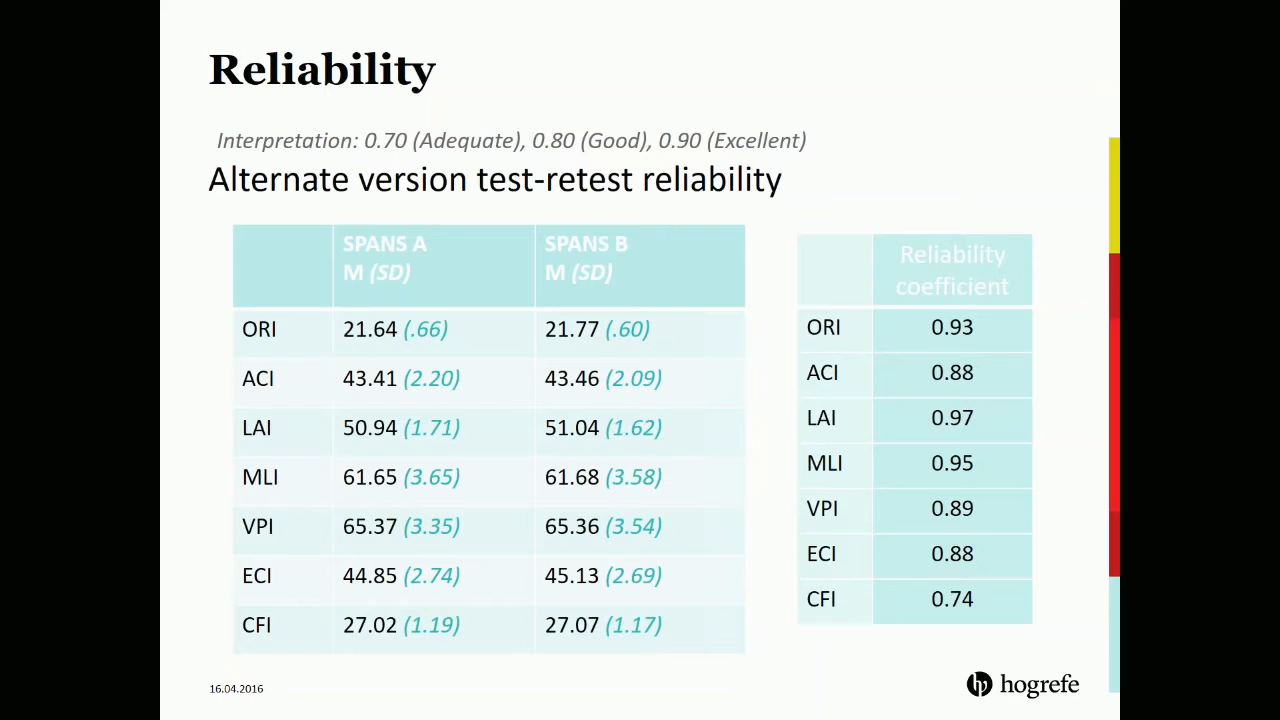 Reliability
Interpretation: 0.70 (Adequate), 0.80 (Good), 0.90 (Excellent)
Alternate version test-retest reliability
SPANS A SPANS B
M (SD) M (SD)
ORI 21.64 (.66) 21.77 (.60)
ACI 43.41 (2.20) 43.46 (2.09)
LAI 50.94 (1.71) 51.04 (1.62)
MLI 61.65 (3.65) 61.68 (3.58)
VPI 65.37 (3.35) 65.36 (3.54)
ECI 44.85 (2.74) 45.13 (2.69)
CFI 27.02 (1.19) 27.07 (1.17)
Reliability
coefficient
ORI 0.93
ACI 0.88
LAI 0.97
MLI 0.95
VPI 0.89
ECI 0.88
CFI 0.74
16.04.2016
hogrefe